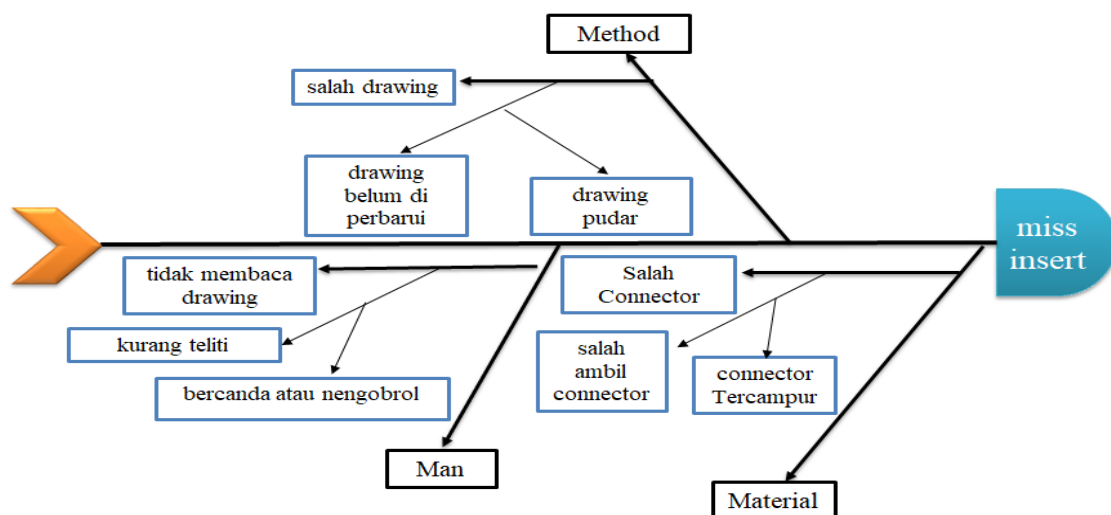 Method
salah drawing
drawing
belum di
perbarui
drawing
pudar
miss
insert
tidak membaca
drawing
kurang teliti
bercanda atau nengobrol
Man
Salah
Connector
salah
ambil
connector
connector
Tercampur
Material